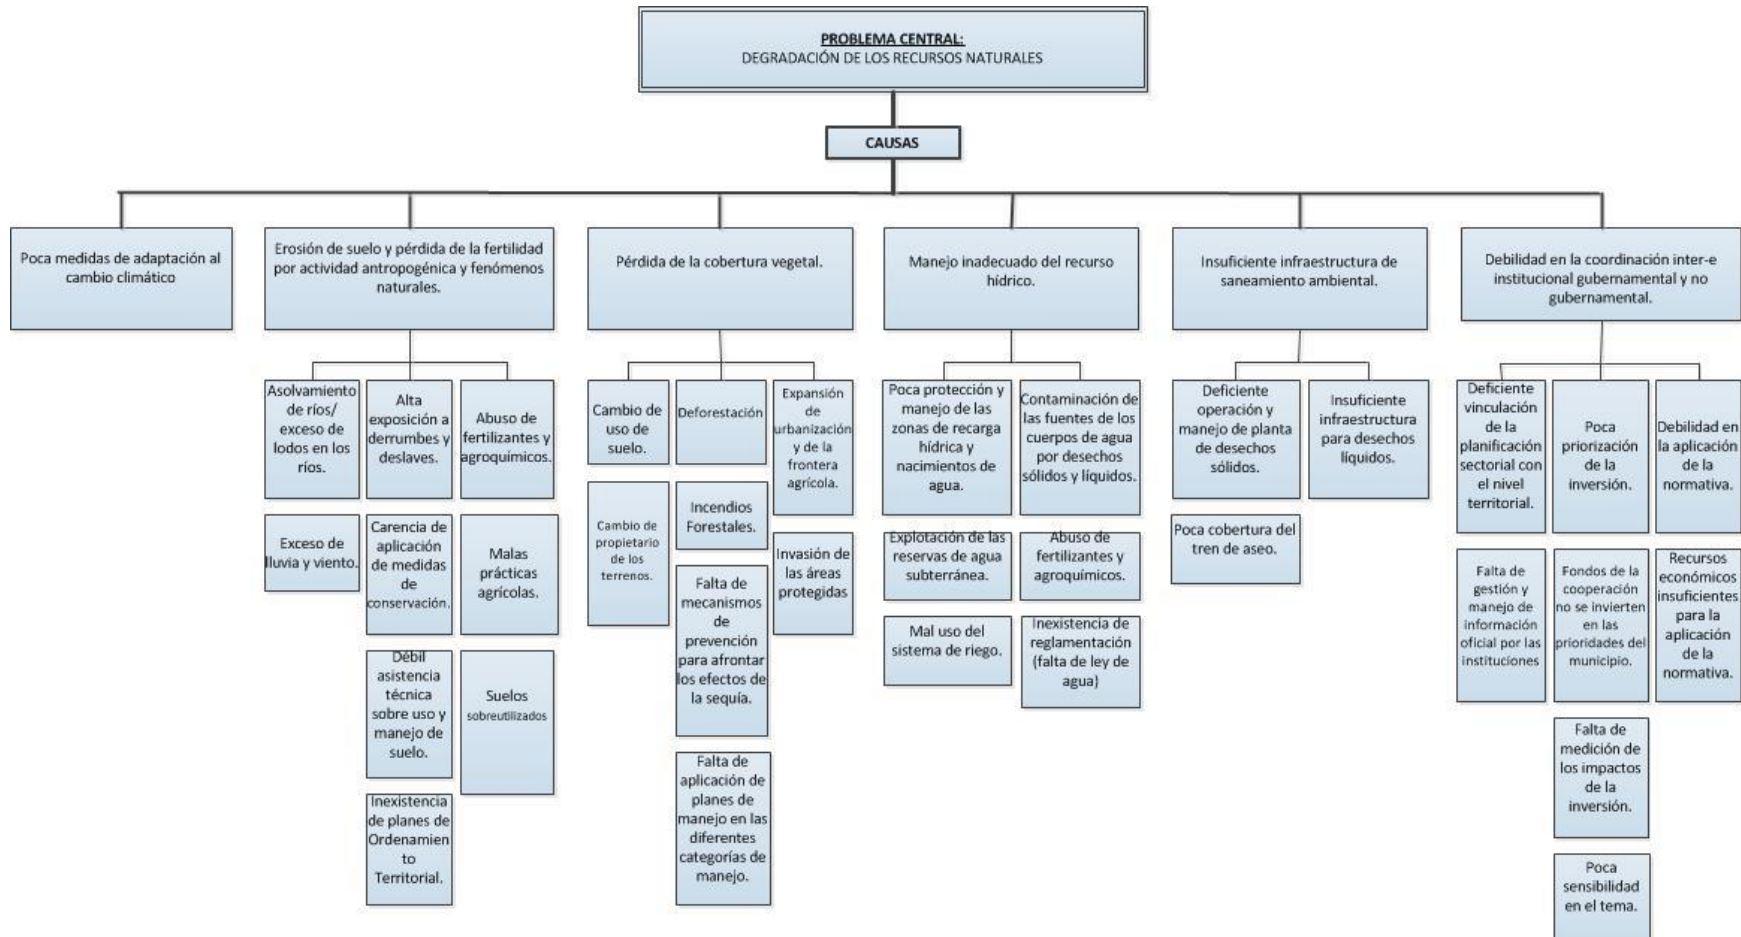 PROBLEMA CENTRAL:
DEGRADACIÓN DE LOS RECURSOS NATURALES
CAUSAS
Poca medidas de adaptación al
cambio climático
Erosión de suelo y pérdida de la fertilidad
por actividad antropogénica y fenómenos
naturales.
Pérdida de la cobertura vegetal.
Manejo inadecuado del recurso
hídrico.
Insuficiente infraestructura de
saneamiento ambiental.
Debilidad en la coordinación inter-e
institucional gubernamental y no
gubernamental.
Asolvamiento
de ríos/
exceso de
lodos en los
ríos.
Exceso de
lluvia y viento.
Alta
exposición a
derrumbes y
deslaves.
Carencia de
aplicación
de medidas
de
conservación.
Débil
asistencia
técnica
sobre uso y
manejo de
suelo.
Inexistencia
de planes de
Ordenamien
to
Territorial.
Abuso de
fertilizantes y
agroquímicos.
Malas
prácticas
agrícolas.
Suelos
sobreutilizados
Cambio de
uso de
suelo.
Cambio de
propietario
de los
terrenos.
Deforestación
Incendios
Forestales.
Falta de
mecanismos
de
prevención
para afrontar
los efectos de
la sequía.
Falta de
aplicación de
planes de
manejo en las
diferentes
categorías de
manejo.
Expansión
de
urbanización
y de la
frontera
agrícola.
Invasión de
las áreas
protegidas
Poca protección y
manejo de las
zonas de recarga
hídrica y
nacimientos de
agua.
Explotación de las
reservas de agua
subterránea.
Mal uso del
sistema de riego.
Contaminación de
las fuentes de los
cuerpos de agua
por desechos
sólidos y líquidos.
Abuso de
fertilizantes y
agroquímicos.
Inexistencia de
reglamentación
(falta de ley de
agua)
Deficiente
operación y
manejo de planta
de desechos
sólidos.
Poca cobertura del
tren de aseo.
Insuficiente
infraestructura
para desechos
líquidos.
Deficiente
vinculación
de la
planificación
sectorial con
el nivel
territorial.
Falta de
gestión y
manejo de
información
oficial por las
instituciones
Poca
priorización
de la
inversión.
Fondos de la
cooperación
no se invierten
en las
prioridades del
municipio.
Falta de
medición de
los impactos
de la
inversión.
Poca
sensibilidad
en el tema.
Debilidad en
la aplicación
de la
normativa.
Recursos
económicos
insuficientes
para la
aplicación
de la
normativa.